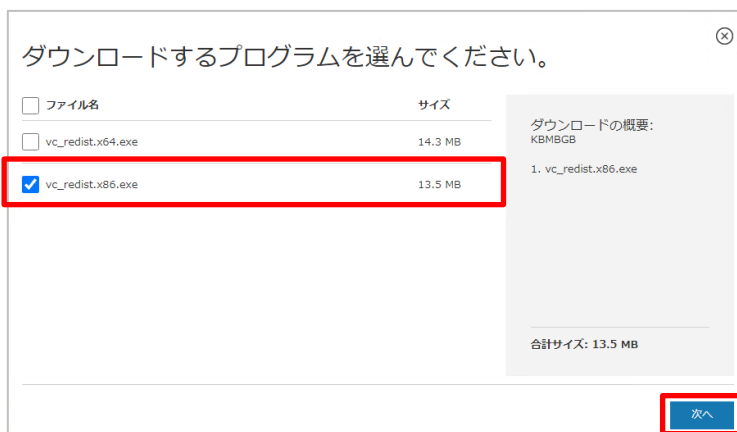 ダウンロードするプログラムを選んでください。
ファイル名 サイズ
vc_redist.x64.exe 14.3 MB
vc_redist.x86.exe 13.5 MB
ダウンロードの概要:
KBMBGB
1. vc_redist.x86.exe
合計サイズ: 13.5 MB
次へ